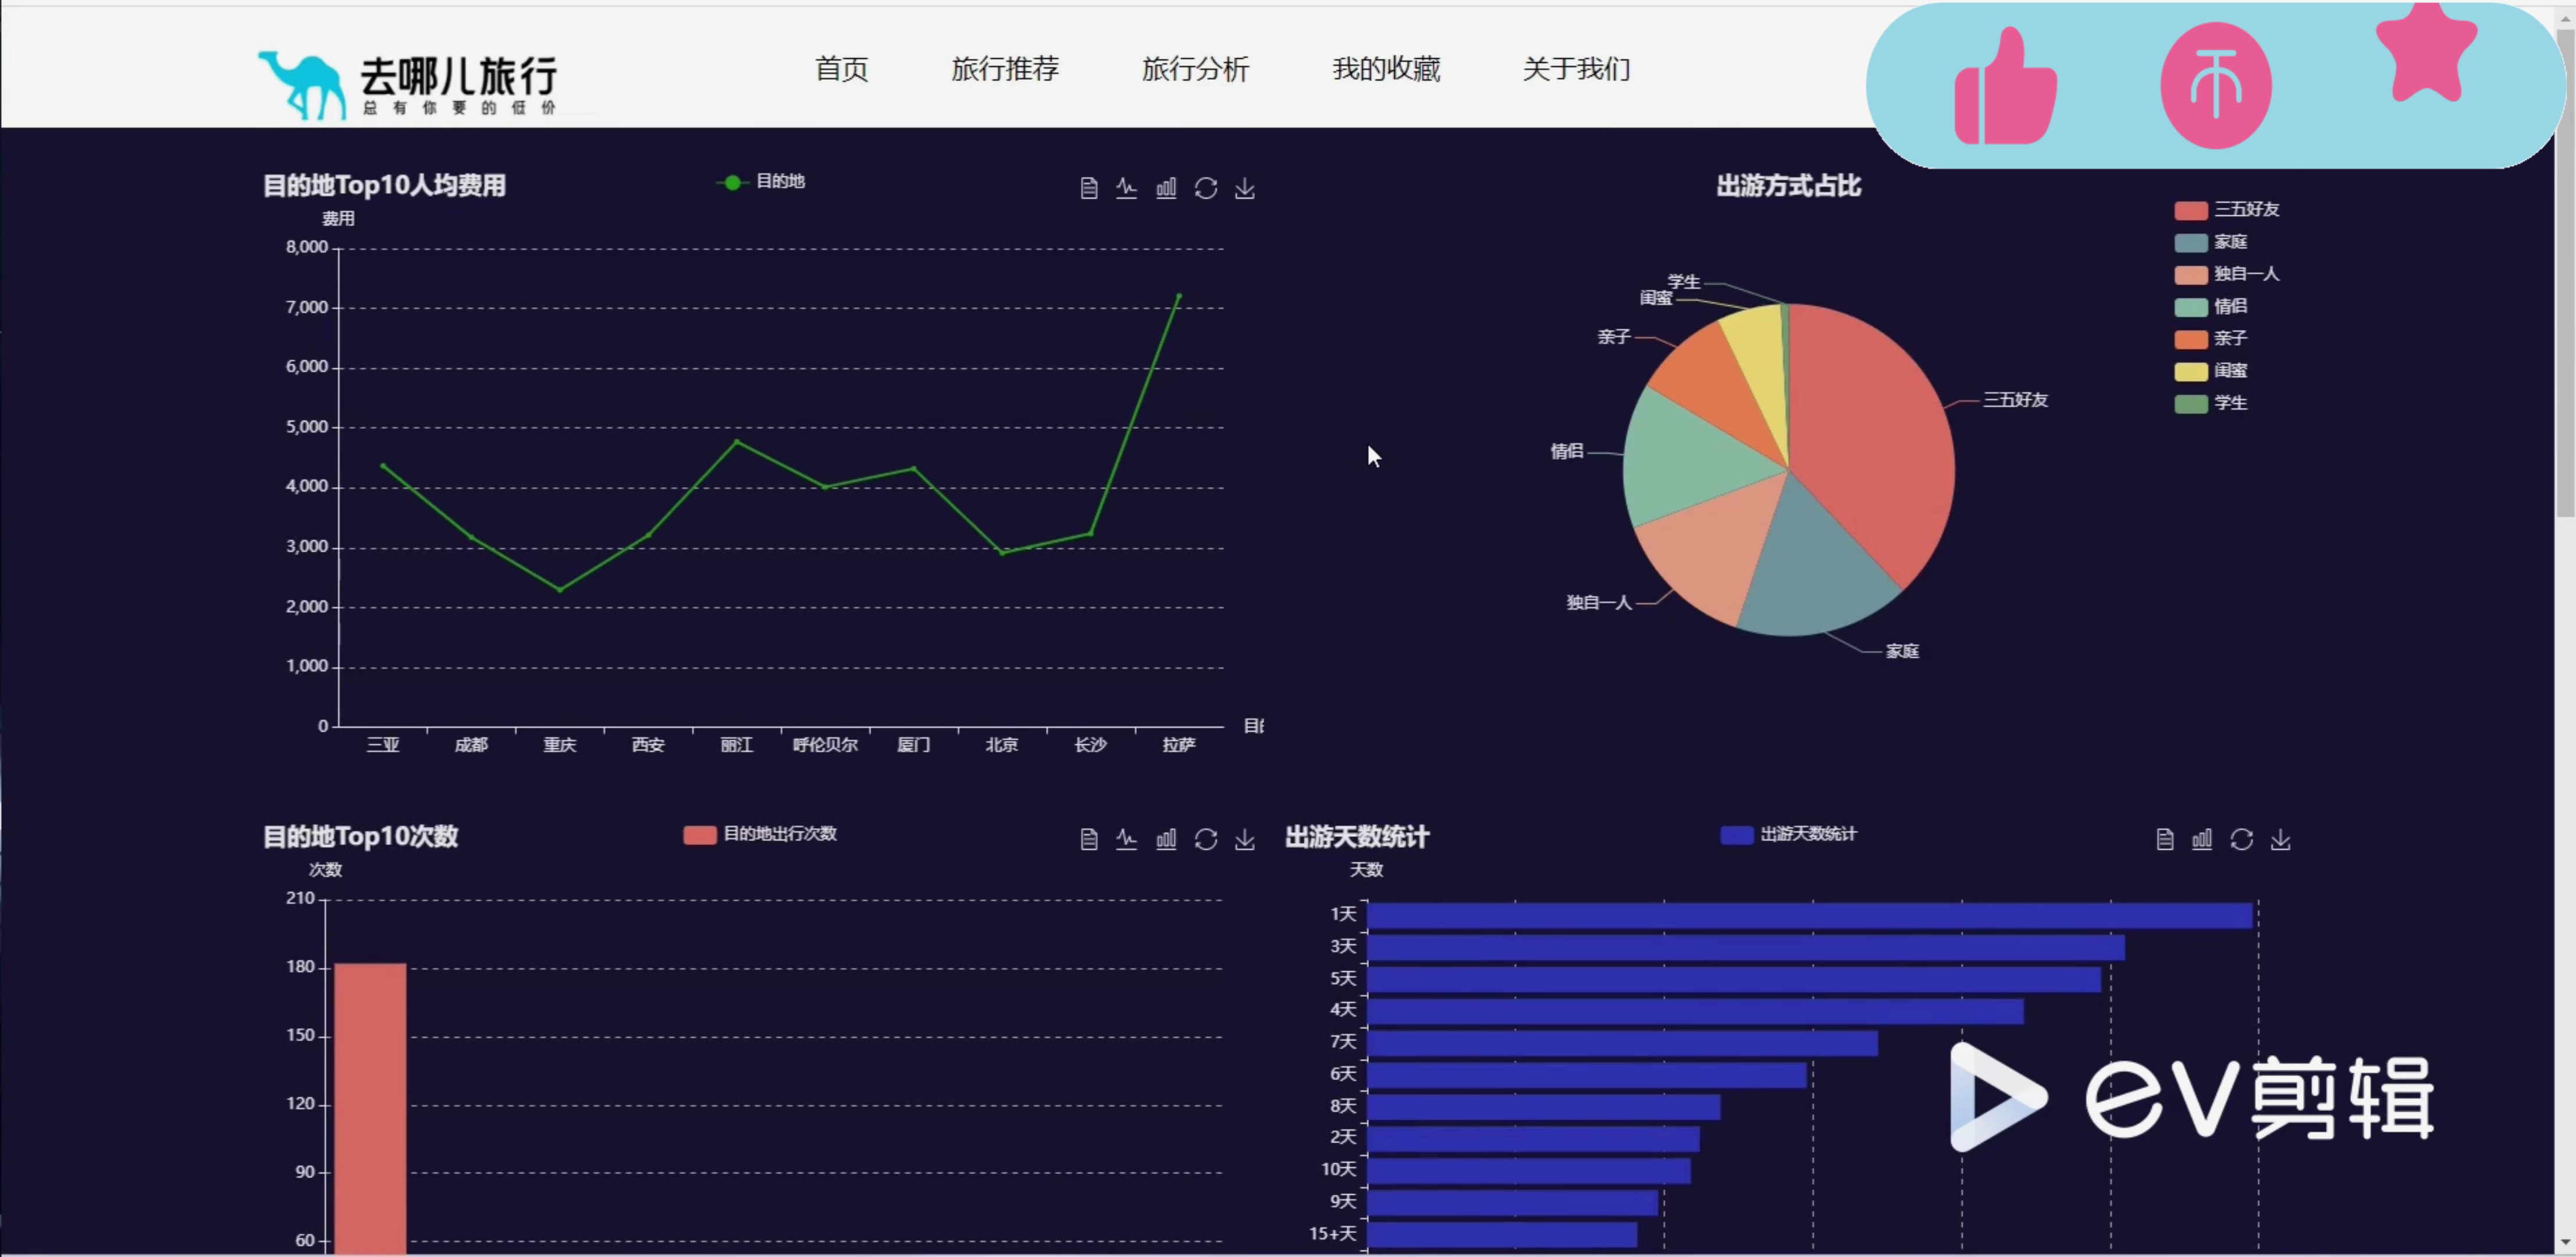 去哪儿旅行
总有你要的低价
首页 旅行推荐 旅行分析 我的收藏 关于我们
目的地Top10人均费用
目的地
费用
8,000
7,000
6,000
5,000
4,000
3,000
2,000
1,000
0
三亚 成都 重庆 西安 丽江 呼伦贝尔 厦门 北京 长沙 拉萨
目
出游方式占比
三五好友
家庭
独自一人
情侣
亲子
闺蜜
学生
学生
闺蜜
亲子
情侣
独自一人
三五好友
家庭
目的地Top10次数
目的地出行次数
次数
210
180
150
120
90
60
出游天数统计
出游天数统计
天数
1天
3天
5天
4天
7天
6天
8天
2天
10天
9天
15+天
eV剪辑